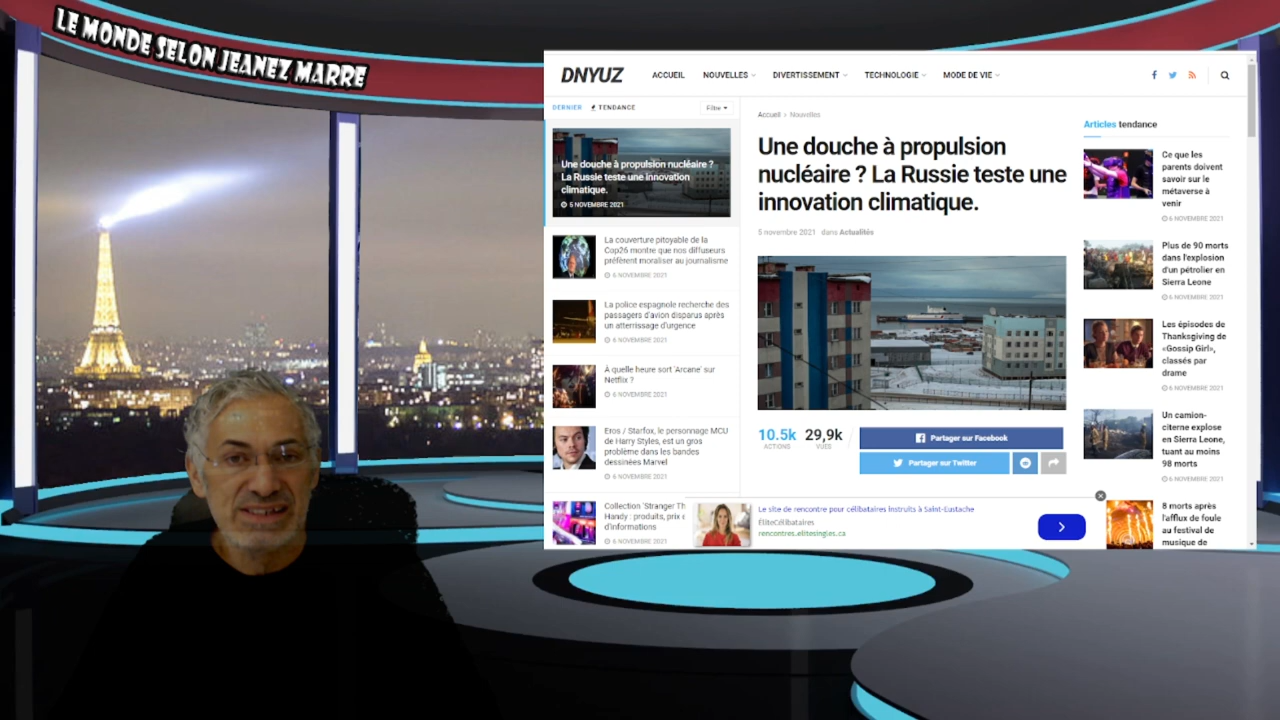 LE MONDE SELON JEANEZ MARRE
DNYUZ
ACCUEIL
NOUVELLES
DIVERTISSEMENT
TECHNOLOGIE
MODE DE VIE
DERNIER
TENDANCE
Filtre
Une douche à propulsion nucléaire ?
La Russie teste une innovation
climatique.
6 NOVEMBRE 2021
La couverture pitoyable de la
Cop26 montre que nos diffuseurs
préfèrent moraliser au journalisme
6 NOVEMBRE 2021
La police espagnole recherche des
passagers d'avion disparus après
un atterrissage d'urgence
6 NOVEMBRE 2021
À quelle heure sort 'Arcane' sur
Netflix ?
6 NOVEMBRE 2021
Eros / Starfox, le personnage MCU
de Harry Styles, est un gros
problème dans les bandes
dessinées Marvel
6 NOVEMBRE 2021
Collection 'Stranger Th
Handy : produits, prix e
d'informations
6 NOVEMBRE 2021
Accueil > Nouvelles
Une douche à propulsion
nucléaire ? La Russie teste une
innovation climatique.
5 novembre 2021 dans Actualités
10.5k
ACTIONS
29,9k
VUES
Partager sur Facebook
Partager sur Twitter
Le site de rencontre pour célibataires instruits à Saint-Eustache
ÉliteCélibataires
rencontres.elitesingles.ca
Articles tendance
Ce que les
parents doivent
savoir sur le
métaverse à
venir
6 NOVEMBRE 2021
Plus de 90 morts
dans l'explosion
d'un pétrolier en
Sierra Leone
6 NOVEMBRE 2021
Les épisodes de
Thanksgiving de
«Gossip Girl»,
classés par
drame
6 NOVEMBRE 2021
Un camion-
citerne explose
en Sierra Leone,
tuant au moins
98 morts
6 NOVEMBRE 2021
8 morts après
l'afflux de foule
au festival de
musique de